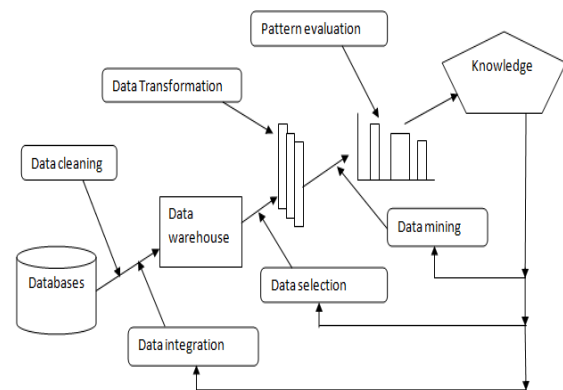 Pattern evaluation
Knowledge
Data Transformation
Data cleaning
Data
warehouse
Data mining
Databases
Data selection
Data integration